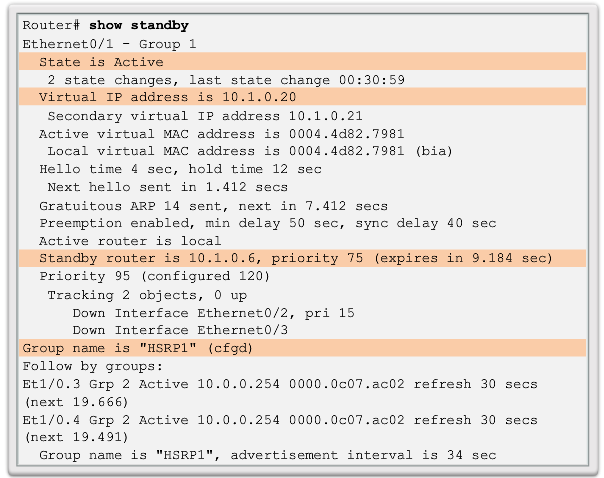 Router# show standby
Ethernet0/1 - Group 1
State is Active
2 state changes, last state change 00:30:59
Virtual IP address is 10.1.0.20
Secondary virtual IP address 10.1.0.21
Active virtual MAC address is 0004.4d82.7981
Local virtual MAC address is 0004.4d82.7981 (bia)
Hello time 4 sec, hold time 12 sec
Next hello sent in 1.412 secs
Gratuitous ARP 14 sent, next in 7.412 secs
Preemption enabled, min delay 50 sec, sync delay 40 sec
Active router is local
Standby router is 10.1.0.6, priority 75 (expires in 9.184 sec)
Priority 95 (configured 120)
Tracking 2 objects, 0 up
Down Interface Ethernet0/2, pri 15
Down Interface Ethernet0/3
Group name is "HSRP1" (cfgd)
Follow by groups:
Et1/0.3 Grp 2 Active 10.0.0.254 0000.0c07.ac02 refresh 30 secs
(next 19.666)
Et1/0.4 Grp 2 Active 10.0.0.254 0000.0c07.ac02 refresh 30 secs
(next 19.491)
Group name is "HSRP1", advertisement interval is 34 sec